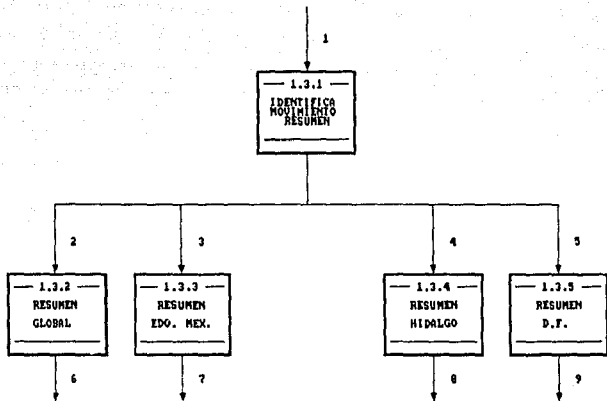 1
1.3.1
IDENTIFICA
MOVIMIENTO
RESUMEN
2 3 4 5
1.3.2 1.3.3 1.3.4 1.3.5
RESUMEN RESUMEN RESUMEN RESUMEN
GLOBAL EDO. MEX. HIDALGO D.F.
6 7 8 9